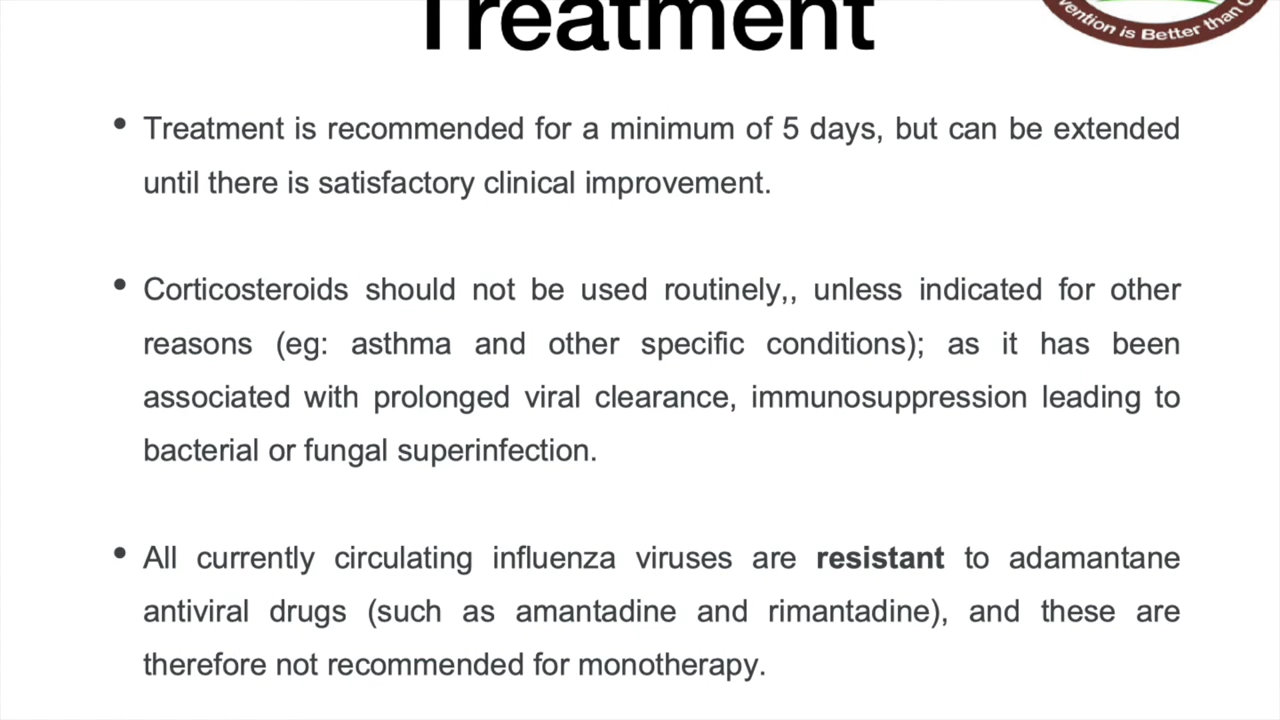 Treatment
vention is Better than C
• Treatment is recommended for a minimum of 5 days, but can be extended
until there is satisfactory clinical improvement.
• Corticosteroids should not be used routinely,, unless indicated for other
reasons (eg: asthma and other specific conditions); as it has been
associated with prolonged viral clearance, immunosuppression leading to
bacterial or fungal superinfection.
• All currently circulating influenza viruses are resistant to adamantane
antiviral drugs (such as amantadine and rimantadine), and these are
therefore not recommended for monotherapy.